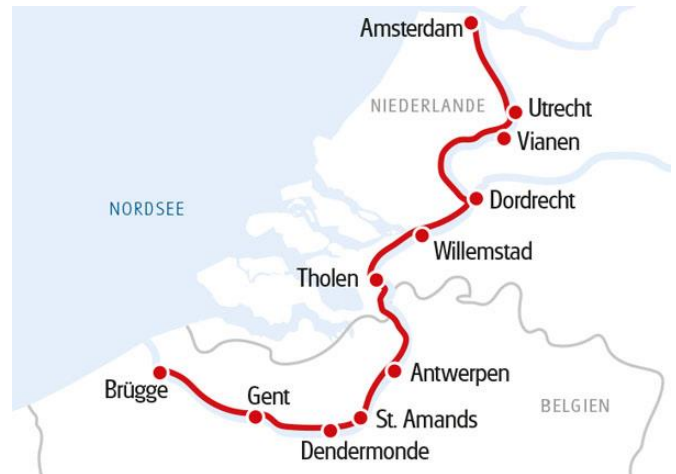 Amsterdam
NIEDERLANDE
Utrecht
Vianen
Dordrecht
NORDSEE
Willemstad
Tholen
Antwerpen
Brügge
Gent
St. Amands
BELGIEN
Dendermonde